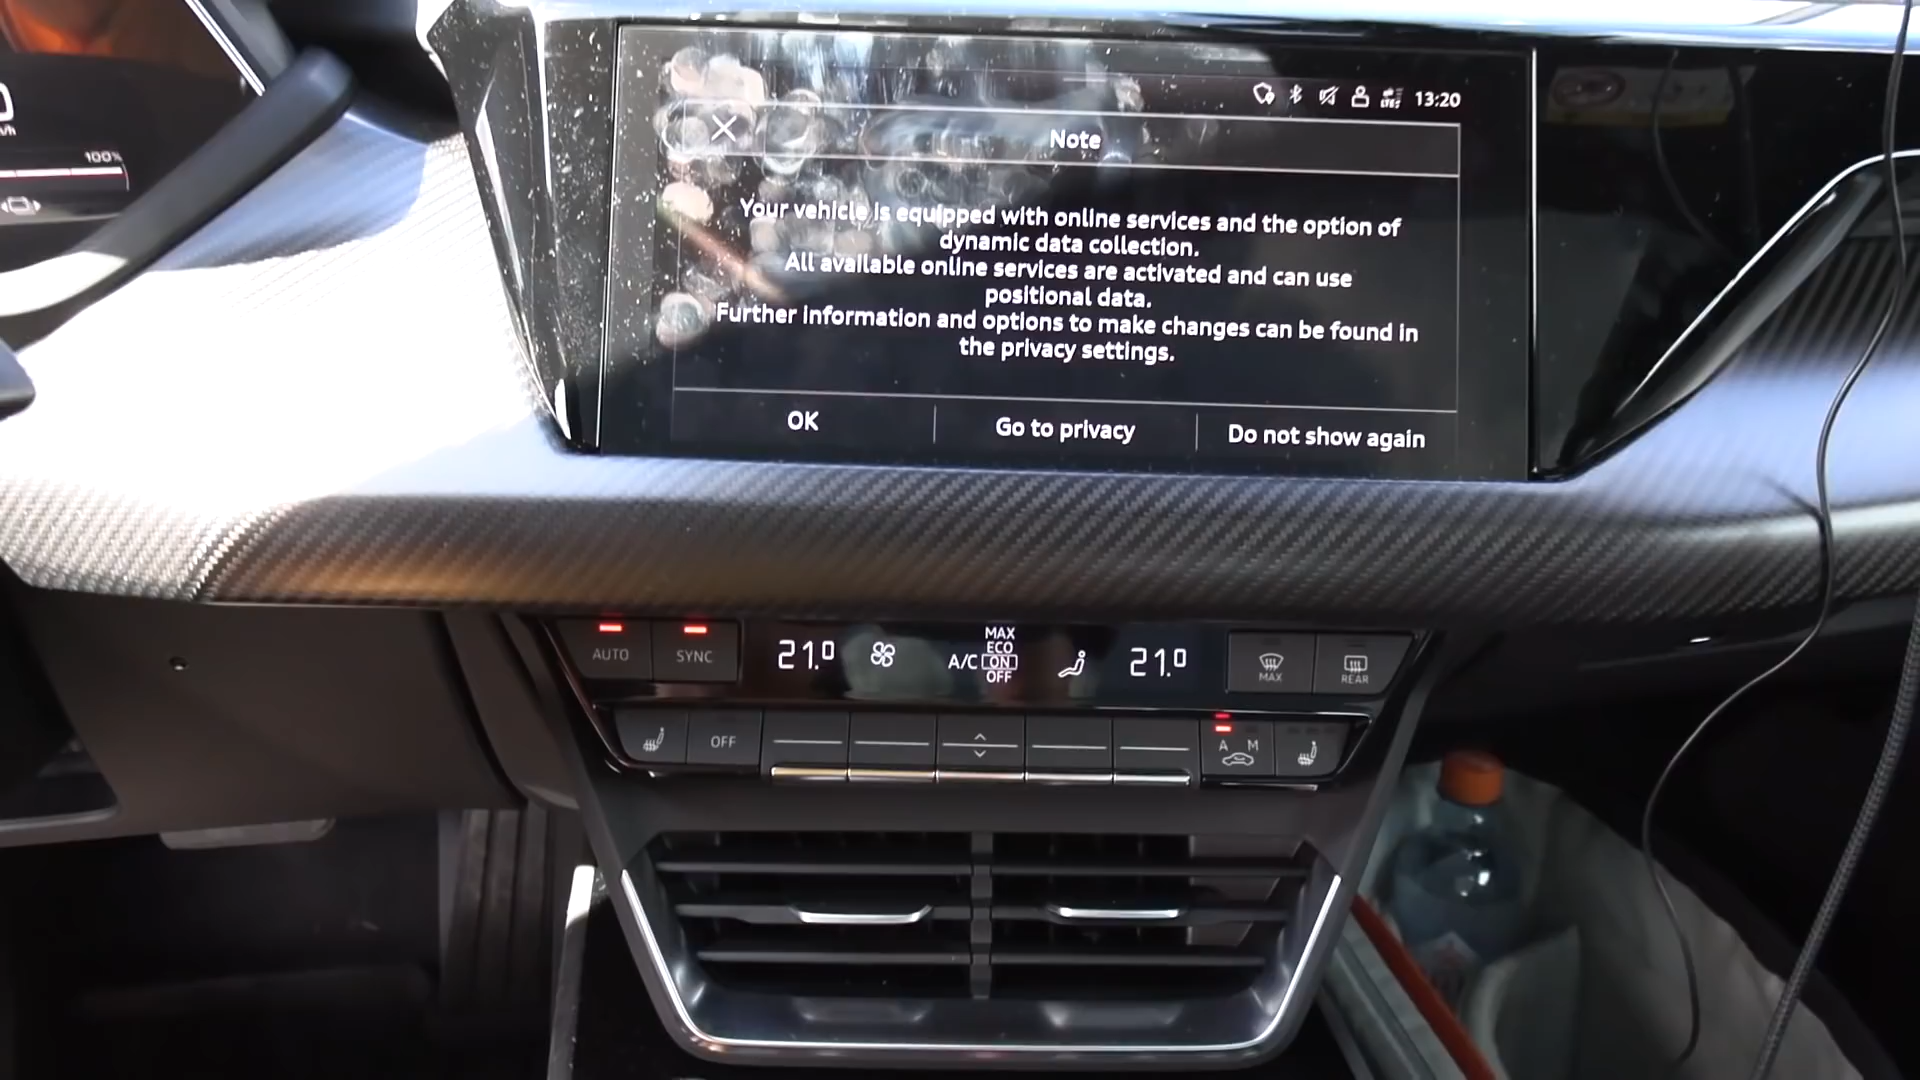 13:20
Note
Your vehicle is equipped with online services and the option of
dynamic data collection.
All available online services are activated and can use
positional data.
Further information and options to make changes can be found in
the privacy settings.
OK
Go to privacy
Do not show again
100%
AUTO
SYNC
21.0
MAX
ECO
A/C ON
OFF
21.0
MAX
REAR
OFF
A M